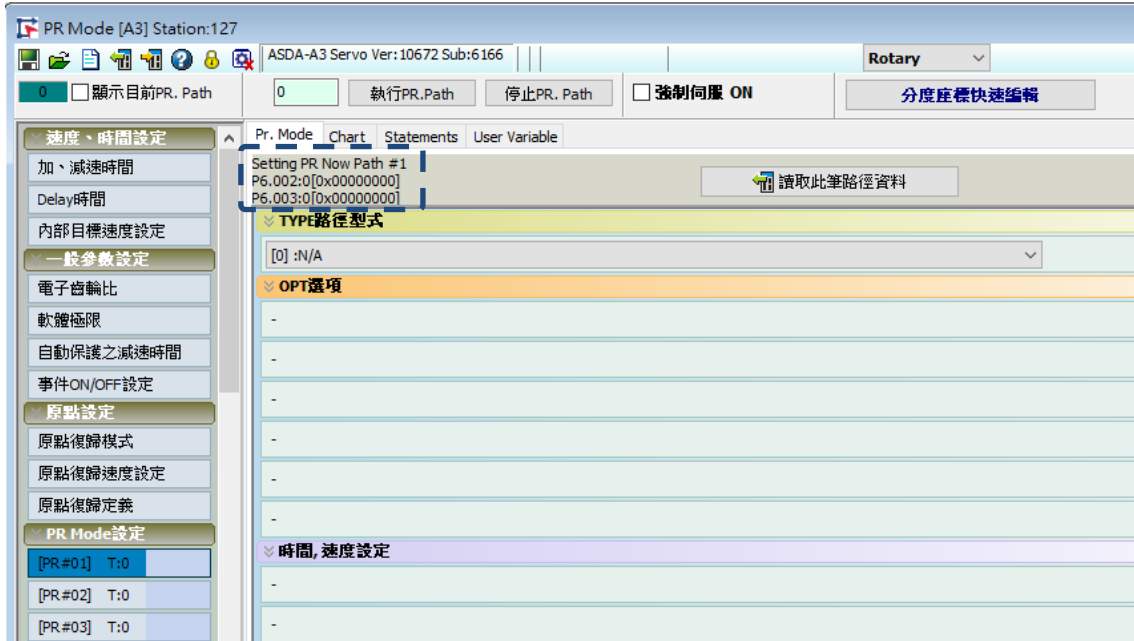 PR Mode [A3] Station:127
ASDA-A3 Servo Ver:10672 Sub:6166
Rotary
0 顯示目前PR. Path 0 執行PR.Path 停止PR. Path 強制伺服 ON 分度座標快速編輯
速度、時間設定
加、減速時間
Delay時間
內部目標速度設定
一般參數設定
電子齒輪比
軟體極限
自動保護之減速時間
事件ON/OFF設定
原點設定
原點復歸模式
原點復歸速度設定
原點復歸定義
PR Mode設定
[PR#01] T:0
[PR#02] T:0
[PR#03] T:0
Pr. Mode Chart Statements User Variable
Setting PR Now Path #1
P6.002:0[0x00000000]
P6.003:0[0x00000000]
讀取此筆路徑資料
TYPE路徑型式
[0] :N/A
OPT選項
-
-
-
-
-
-
時間, 速度設定
-
-